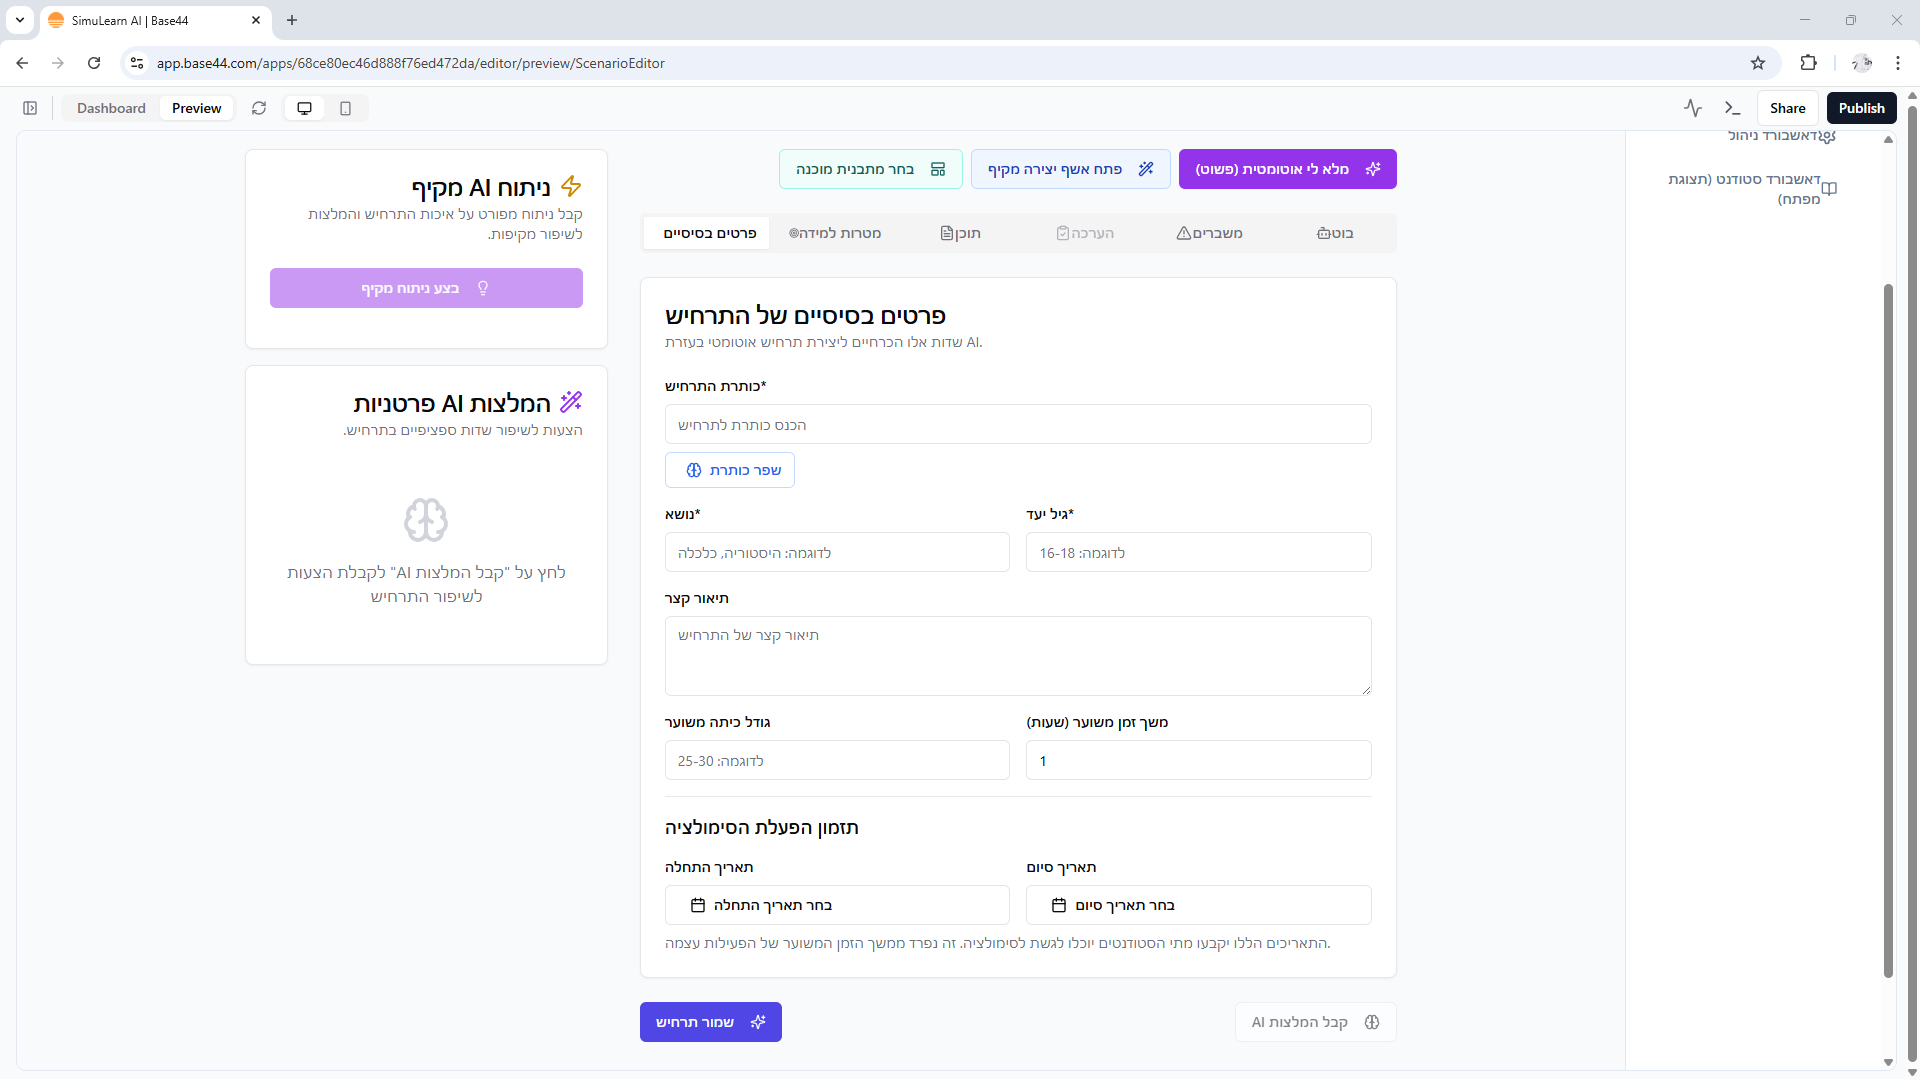 SimuLearn AI | Base44
app.base44.com/apps/68ce80ec46d888f76ed472da/editor/preview/ScenarioEditor
Dashboard
Preview
Share
Publish
דאשבורד ניהול
דאשבורד סטודנט (תצוגת
מפתח)
מלא לי אוטומטית (פשוט)
פתח אשף יצירה מקיף
בחר מתבנית מוכנה
פרטים בסיסיים
מטרות למידה
תוכן
הערכה
משברים
בוט
פרטים בסיסיים של התרחיש
שדות אלו הכרחיים ליצירת תרחיש אוטומטי בעזרת AI.
כותרת התרחיש*
הכנס כותרת לתרחיש
שפר כותרת
נושא*
גיל יעד*
לדוגמה: היסטוריה, כלכלה
לדוגמה: 16-18
תיאור קצר
תיאור קצר של התרחיש
גודל כיתה משוער
משך זמן משוער (שעות)
לדוגמה: 25-30
1
תזמון הפעלת הסימולציה
תאריך התחלה
תאריך סיום
בחר תאריך התחלה
בחר תאריך סיום
התאריכים הללו יקבעו מתי הסטודנטים יוכלו לגשת לסימולציה. זה נפרד ממשך הזמן המשוער של הפעילות עצמה.
שמור תרחיש
קבל המלצות AI
ניתוח AI מקיף
קבל ניתוח מפורט על איכות התרחיש והמלצות
לשיפור מקיפות.
בצע ניתוח מקיף
המלצות AI פרטניות
הצעות לשיפור שדות ספציפיים בתרחיש.
לחץ על "קבל המלצות AI" לקבלת הצעות
לשיפור התרחיש